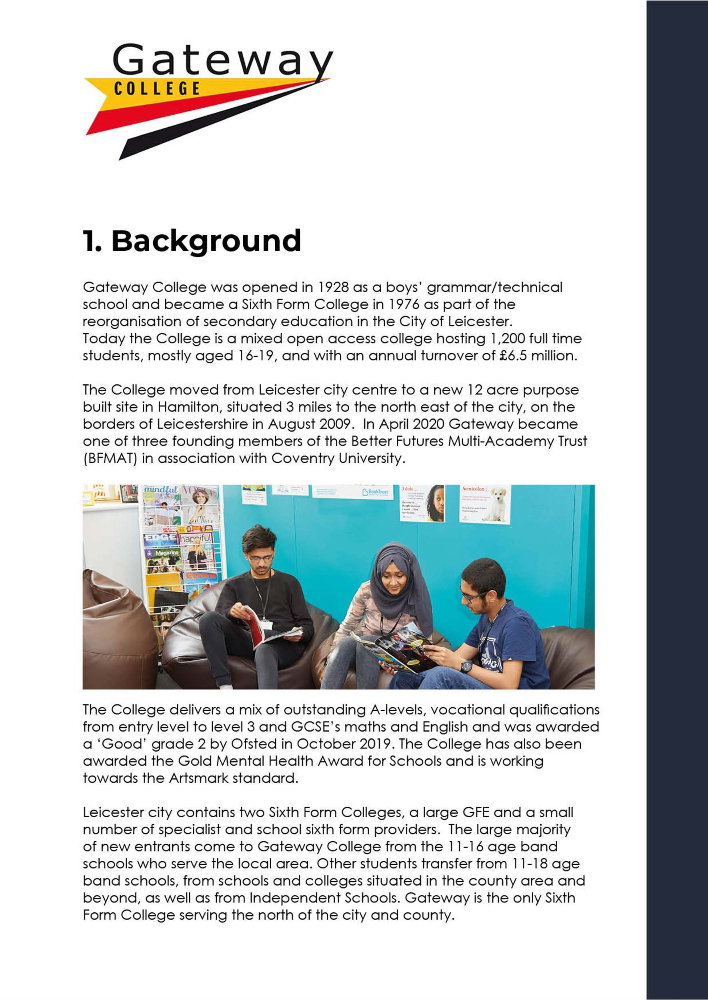 Gateway
COLLEGE
1. Background
Gateway College was opened in 1928 as a boys’ grammar/technical
school and became a Sixth Form College in 1976 as part of the
reorganisation of secondary education in the City of Leicester.
Today the College is a mixed open access college hosting 1,200 full time
students, mostly aged 16-19, and with an annual turnover of £6.5 million.
The College moved from Leicester city centre to a new 12 acre purpose
built site in Hamilton, situated 3 miles to the north east of the city, on the
borders of Leicestershire in August 2009.  In April 2020 Gateway became
one of three founding members of the Better Futures Multi-Academy Trust
(BFMAT) in association with Coventry University.
mindful
VOGUE
BookTrust
3 dots ...
Semicolon ;
REAL
EDGE
happiful
Magazine
EDGE
The College delivers a mix of outstanding A-levels, vocational qualifications
from entry level to level 3 and GCSE’s maths and English and was awarded
a ‘Good’ grade 2 by Ofsted in October 2019. The College has also been
awarded the Gold Mental Health Award for Schools and is working
towards the Artsmark standard.
Leicester city contains two Sixth Form Colleges, a large GFE and a small
number of specialist and school sixth form providers.  The large majority
of new entrants come to Gateway College from the 11-16 age band
schools who serve the local area. Other students transfer from 11-18 age
band schools, from schools and colleges situated in the county area and
beyond, as well as from Independent Schools. Gateway is the only Sixth
Form College serving the north of the city and county.